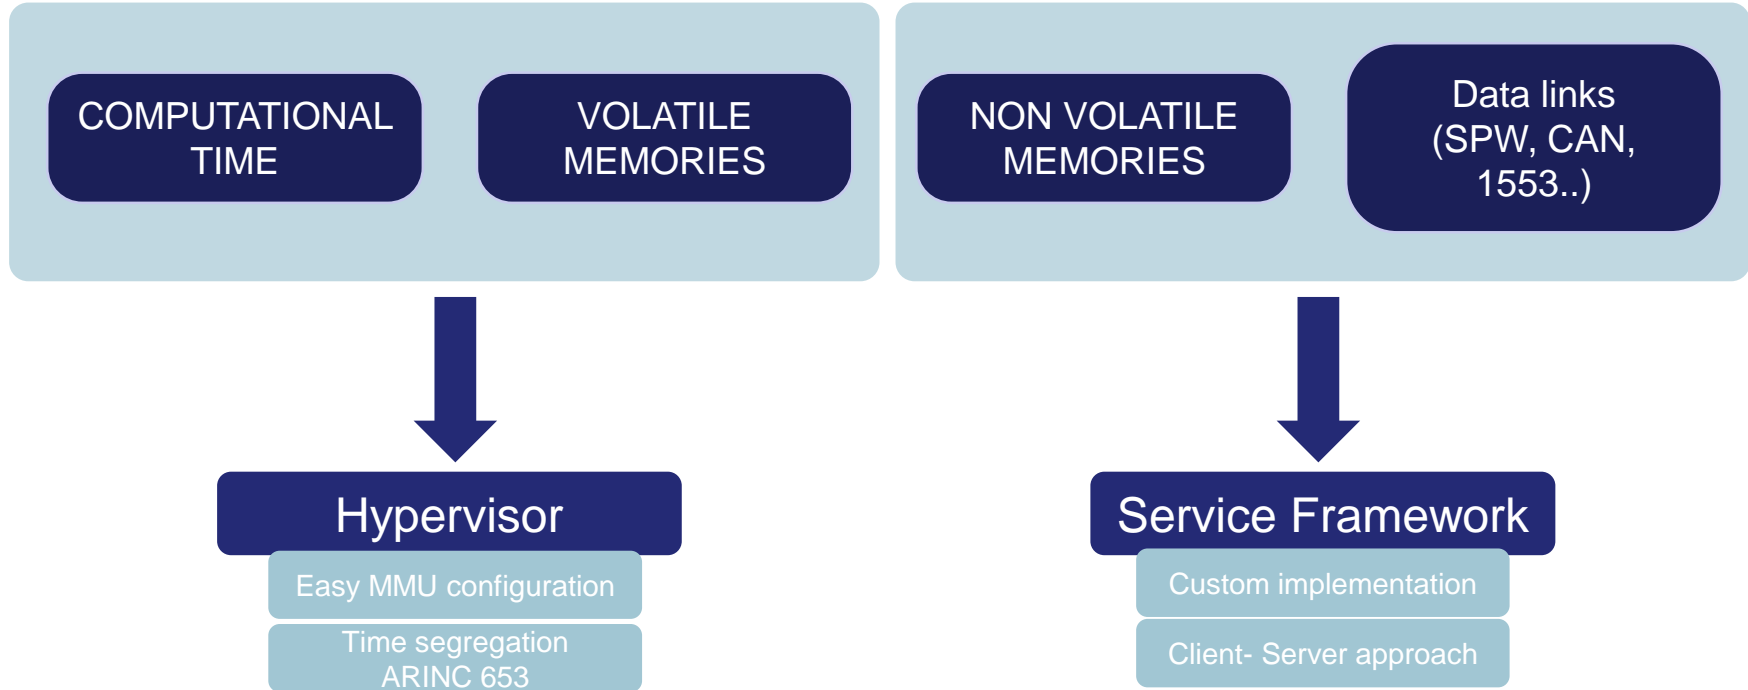 COMPUTATIONAL
TIME
VOLATILE
MEMORIES
NON VOLATILE
MEMORIES
Data links
(SPW, CAN,
1553..)
Hypervisor
Easy MMU configuration
Time segregation
ARINC 653
Service Framework
Custom implementation
Client- Server approach